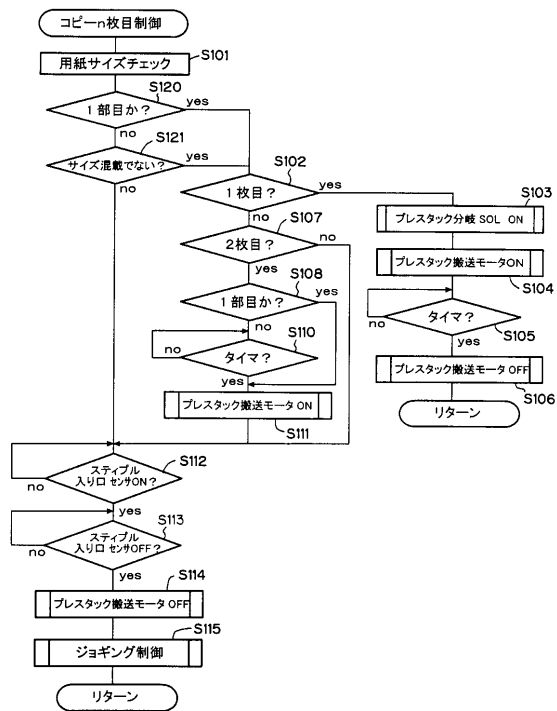 コピーn枚目制御
用紙サイズチェック
S101
1部目か?
S120
yes
no
サイズ混載でない?
S121
yes
no
1枚目?
S102
yes
no
プレスタック分岐 SOL ON
S103
プレスタック搬送モータON
S104
タイマ?
S105
no
yes
プレスタック搬送モータ OFF
S106
リターン
2枚目?
S107
no
yes
1部目か?
S108
yes
no
タイマ?
S110
no
yes
プレスタック搬送モータ ON
S111
スティプル
入り口 センサON?
S112
no
yes
スティプル
入り口 センサOFF?
S113
no
yes
プレスタック搬送モータ OFF
S114
ジョギング制御
S115
リターン